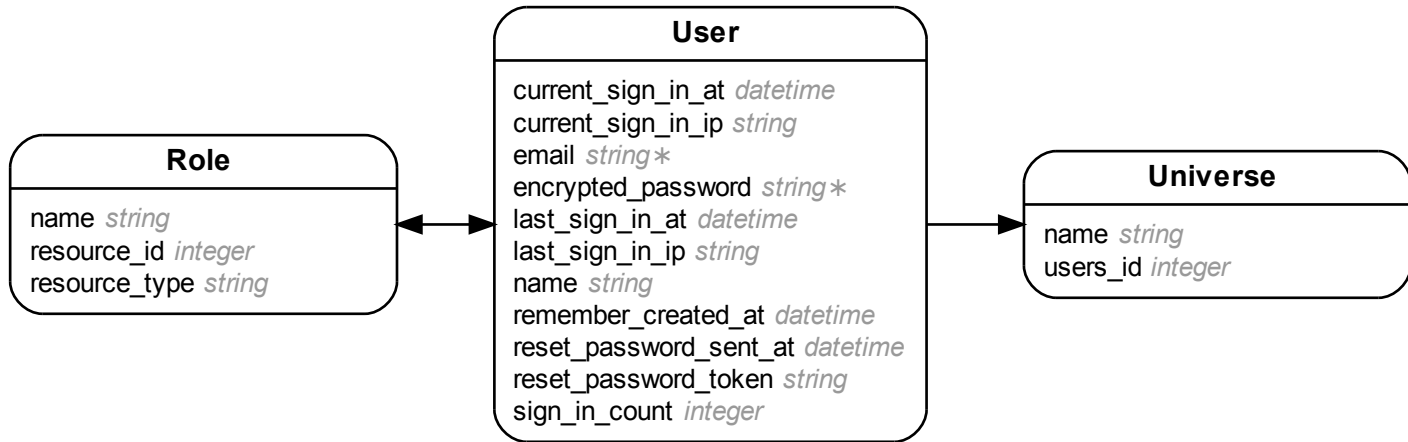 Role
name string
resource_id integer
resource_type string
User
current_sign_in_at datetime
current_sign_in_ip string
email string∗
encrypted_password string∗
last_sign_in_at datetime
last_sign_in_ip string
name string
remember_created_at datetime
reset_password_sent_at datetime
reset_password_token string
sign_in_count integer
Universe
name string
users_id integer